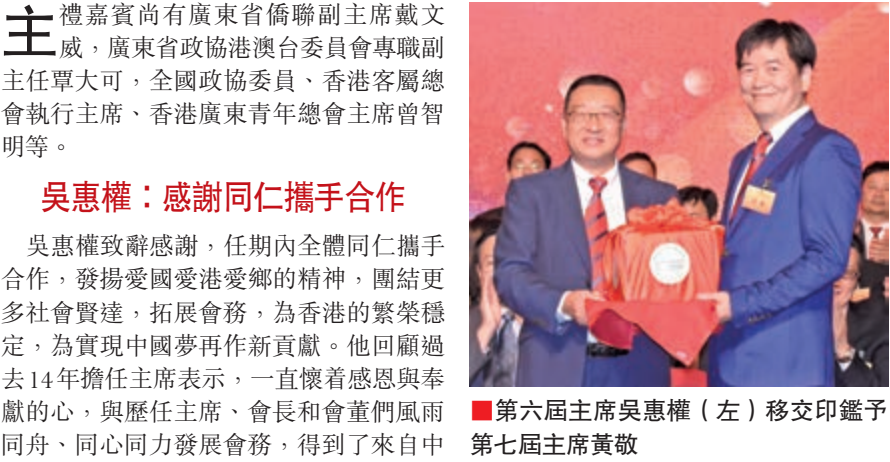 主禮嘉賓尚有廣東省僑聯副主席戴文
威，廣東省政協港澳台委員會專職副
主任覃大可，全國政協委員、香港客屬總
會執行主席、香港廣東青年總會主席曾智
明等。
吳惠權：感謝同仁攜手合作
吳惠權致辭感謝，任期內全體同仁攜手
合作，發揚愛國愛港愛鄉的精神，團結更
多社會賢達，拓展會務，為香港的繁榮穩
定，為實現中國夢再作新貢獻。他回顧過
去14年擔任主席表示，一直懷着感恩與奉
獻的心，與歷任主席、會長和會董們風雨
同舟、同心同力發展會務，得到了來自中
■第六屆主席吳惠權（左）移交印鑑予
第七屆主席黃敬